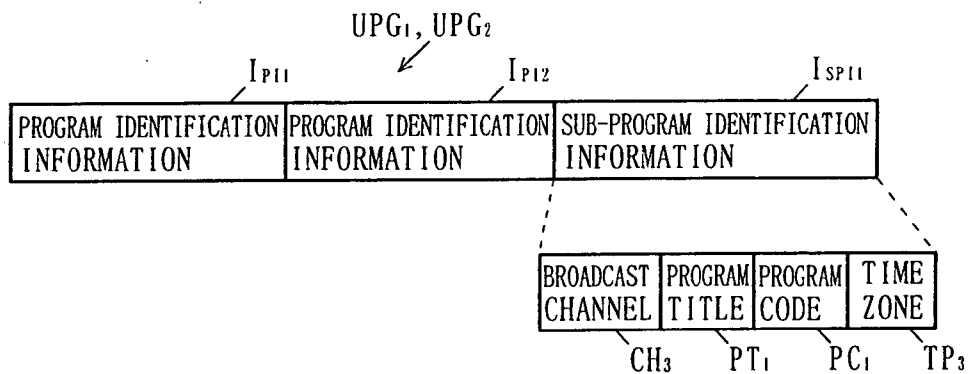 UPG1, UPG2
IPI1 IPI2 ISPI1
PROGRAM IDENTIFICATION INFORMATION
PROGRAM IDENTIFICATION INFORMATION
SUB-PROGRAM IDENTIFICATION INFORMATION
BROADCAST CHANNEL
PROGRAM TITLE
PROGRAM CODE
TIME ZONE
CH3 PT1 PC1 TP3